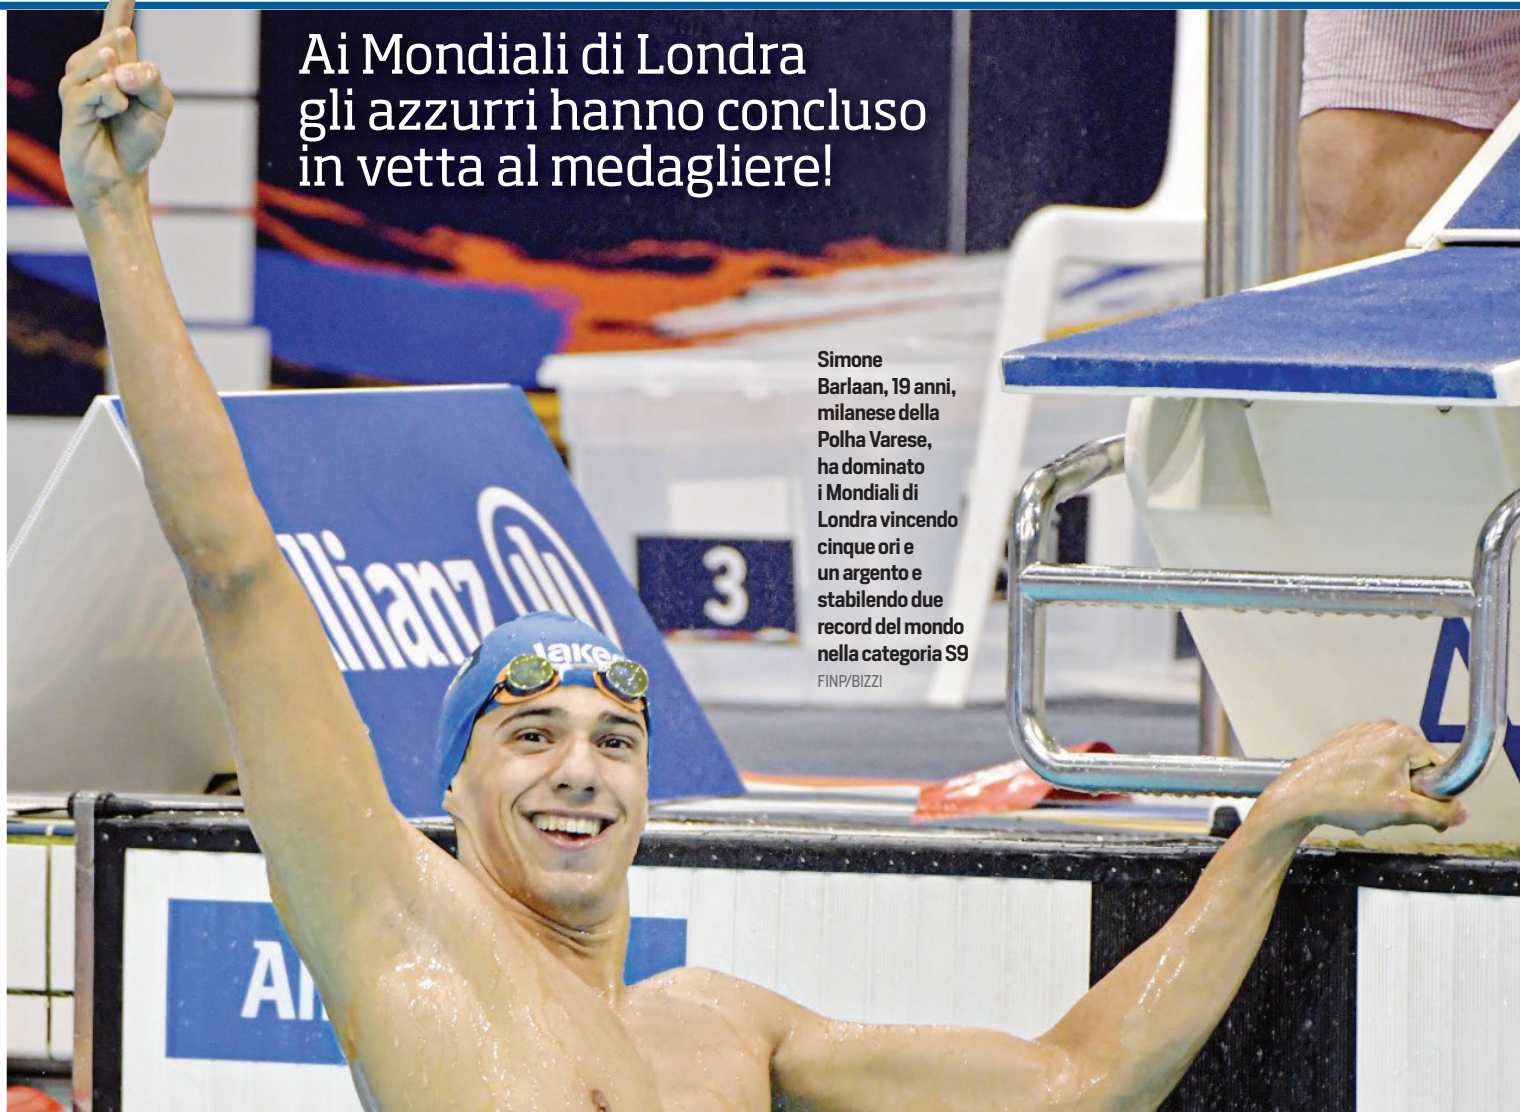 Ai Mondiali di Londra
gli azzurri hanno concluso
in vetta al medagliere!
Simone
Barlaan, 19 anni,
milanese della
Polha Varese,
ha dominato
i Mondiali di
Londra vincendo
cinque ori e
un argento e
stabilendo due
record del mondo
nella categoria S9
FINP/BIZZI
llianz
3
Jaked